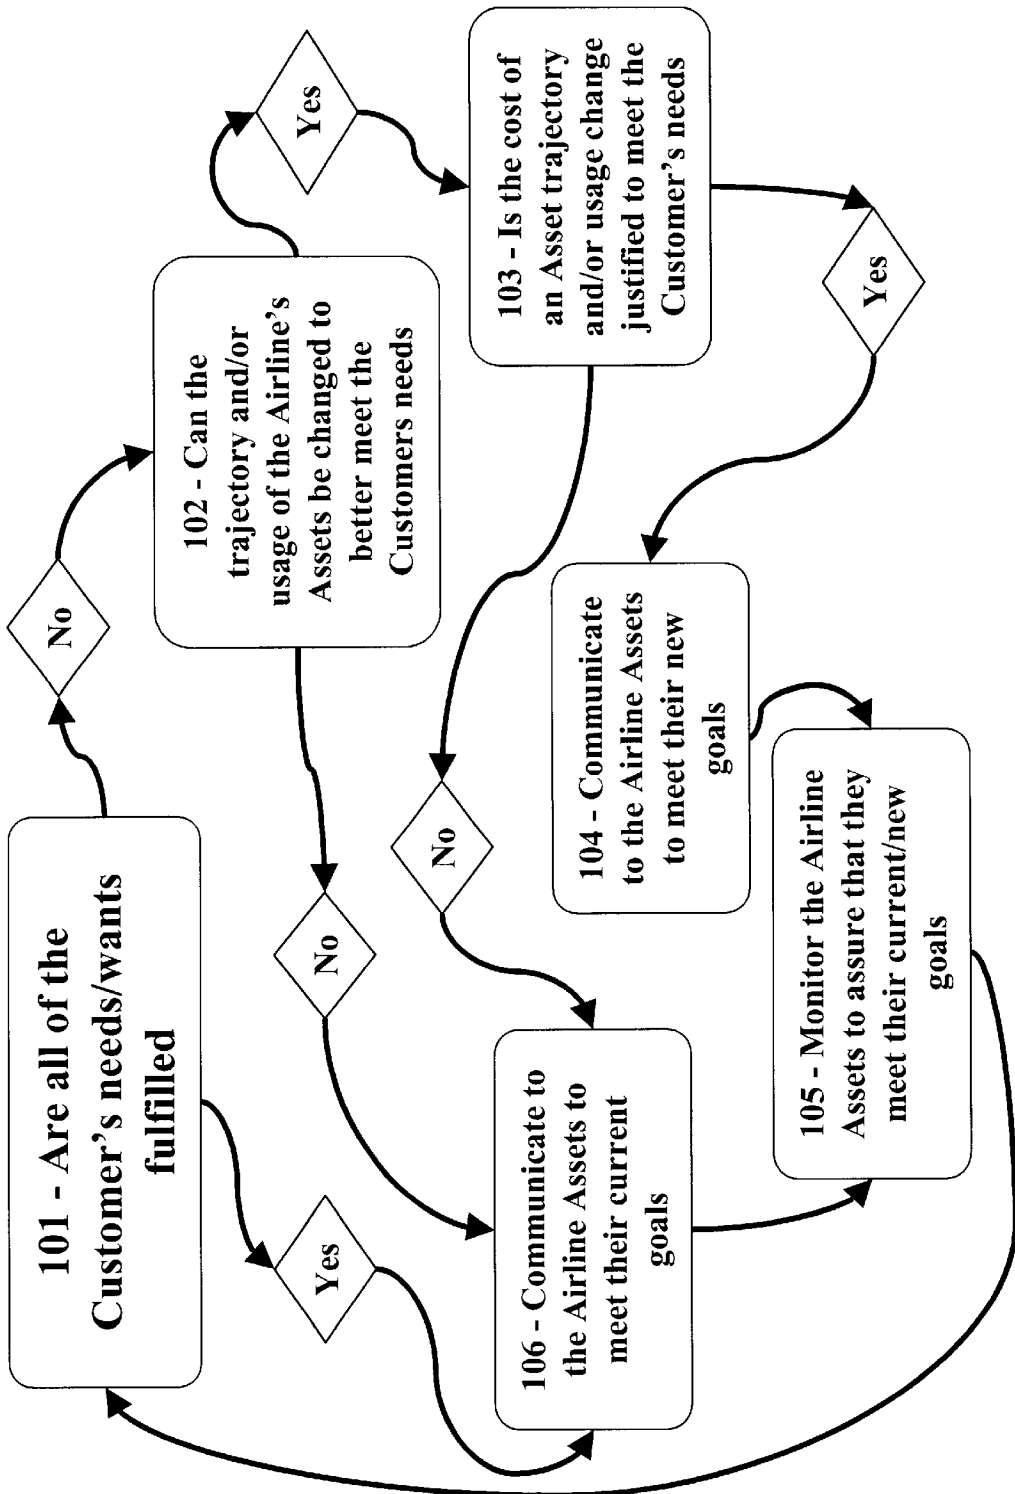 101 - Are all of the
Customer's needs/wants
fulfilled
No
Yes
102 - Can the
trajectory and/or
usage of the Airline's
Assets be changed to
better meet the
Customers needs
Yes
No
103 - Is the cost of
an Asset trajectory
and/or usage change
justified to meet the
Customer's needs
No
Yes
104 - Communicate
to the Airline Assets
to meet their new
goals
106 - Communicate to
the Airline Assets to
meet their current
goals
105 - Monitor the Airline
Assets to assure that they
meet their current/new
goals